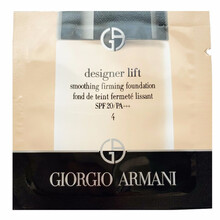 designer lift
smoothing firming foundation
fond de teint fermeté lissant
SPF 20/PA+++
4
GIORGIO ARMANI